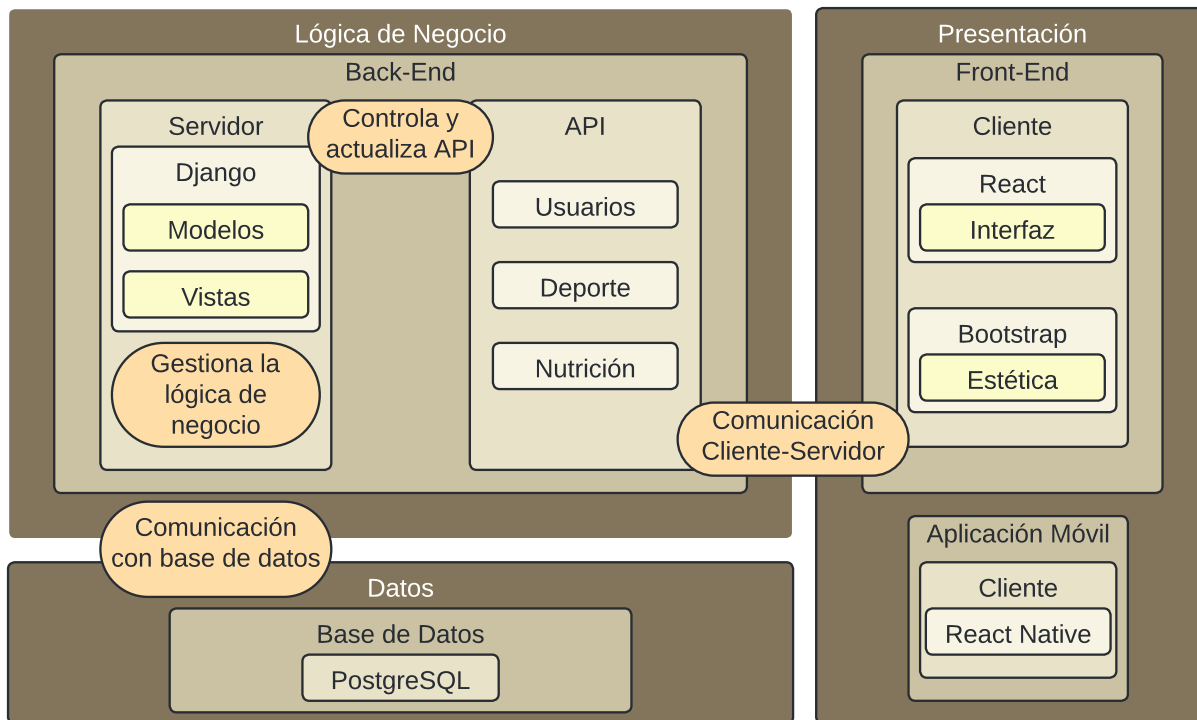 Lógica de Negocio
Back-End
Servidor
Django
Modelos
Vistas
Gestiona la
lógica de
negocio
Controla y
actualiza API
API
Usuarios
Deporte
Nutrición
Comunicación
Cliente-Servidor
Presentación
Front-End
Cliente
React
Interfaz
Bootstrap
Estética
Aplicación Móvil
Cliente
React Native
Comunicación
con base de datos
Datos
Base de Datos
PostgreSQL